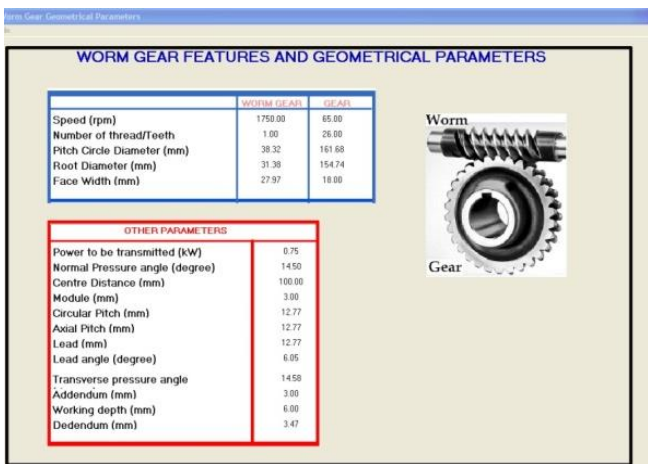 Worm Gear Geometrical Parameters
WORM GEAR FEATURES AND GEOMETRICAL PARAMETERS
WORM GEAR GEAR
Speed (rpm) 1750.00 65.00
Number of thread/Teeth 1.00 26.00
Pitch Circle Diameter (mm) 38.32 161.68
Root Diameter (mm) 31.38 154.74
Face Width (mm) 27.97 18.00
Worm
Gear
OTHER PARAMETERS
Power to be transmitted (kW) 0.75
Normal Pressure angle (degree) 14.50
Centre Distance (mm) 100.00
Module (mm) 3.00
Circular Pitch (mm) 12.77
Axial Pitch (mm) 12.77
Lead (mm) 12.77
Lead angle (degree) 6.05
Transverse pressure angle 14.58
Addendum (mm) 3.00
Working depth (mm) 6.00
Dedendum (mm) 3.47